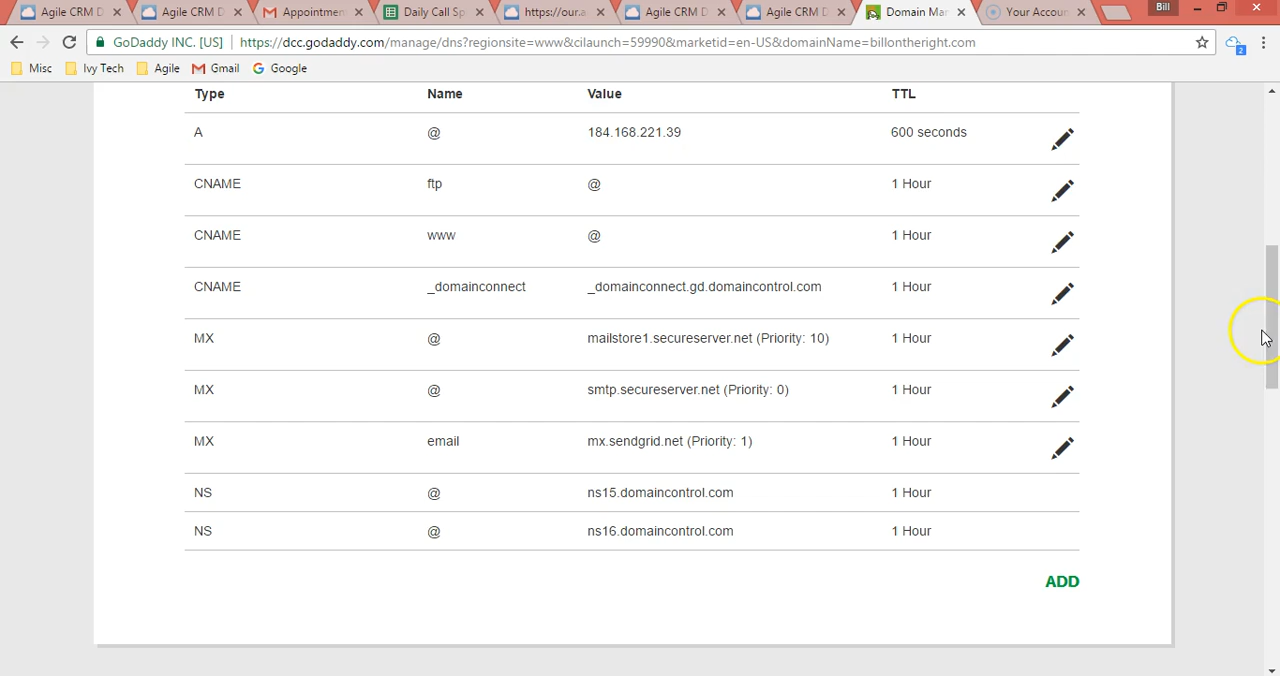 Agile CRM D
Agile CRM D
Appointmen
Daily Call Sp
https://our.a
Agile CRM D
Agile CRM D
Domain Mar
Your Accoun
Bill
GoDaddy INC. [US]
https://dcc.godaddy.com/manage/dns?regionsite=www&cilaunch=59990&marketid=en-US&domainName=billontheright.com
2
Misc
Ivy Tech
Agile
Gmail
Google
Type Name Value TTL
A @ 184.168.221.39 600 seconds
CNAME ftp @ 1 Hour
CNAME www @ 1 Hour
CNAME _domainconnect _domainconnect.gd.domaincontrol.com 1 Hour
MX @ mailstore1.secureserver.net (Priority: 10) 1 Hour
MX @ smtp.secureserver.net (Priority: 0) 1 Hour
MX email mx.sendgrid.net (Priority: 1) 1 Hour
NS @ ns15.domaincontrol.com 1 Hour
NS @ ns16.domaincontrol.com 1 Hour
ADD